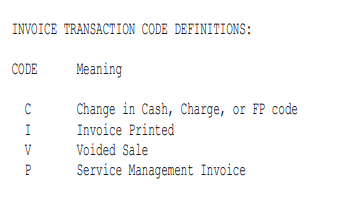 INVOICE TRANSACTION CODE DEFINITIONS:
CODE Meaning
C Change in Cash, Charge, or FP code
I Invoice Printed
V Voided Sale
P Service Management Invoice